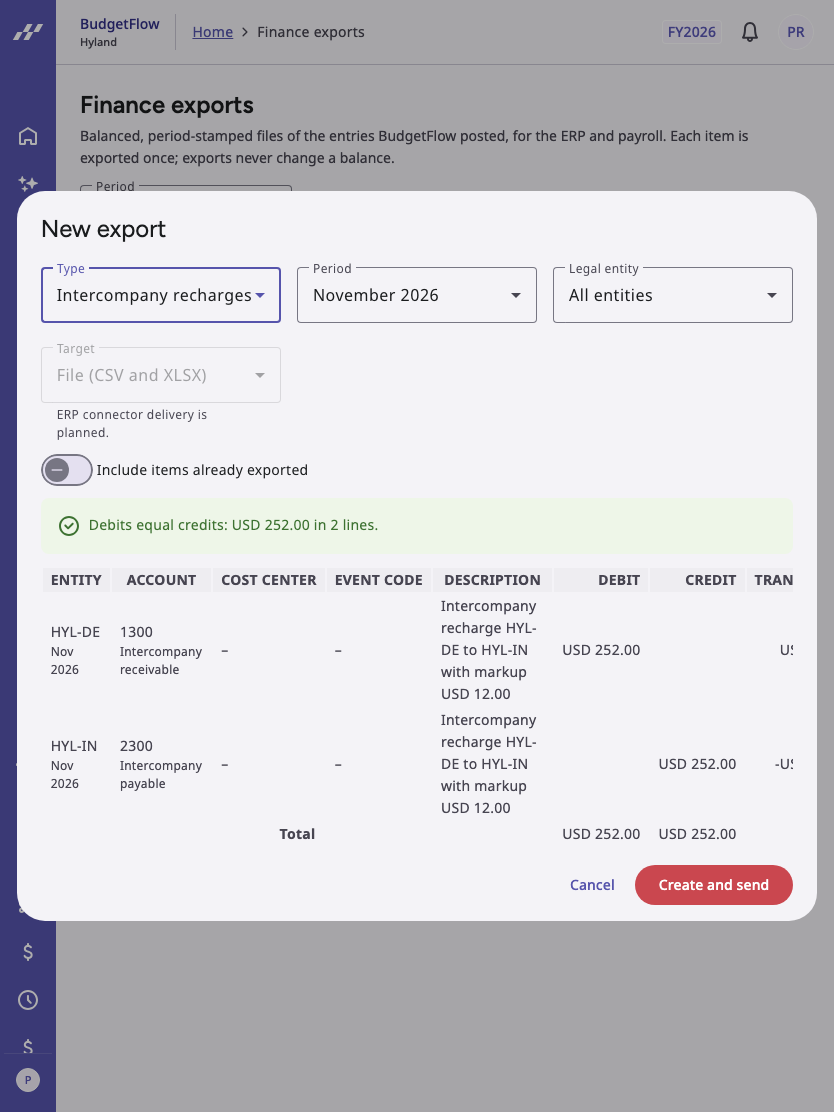 BudgetFlow
Hyland
Home > Finance exports
FY2026
PR
Finance exports
Balanced, period-stamped files of the entries BudgetFlow posted, for the ERP and payroll. Each item is
exported once; exports never change a balance.
Period
New export
Type
Intercompany recharges
Period
November 2026
Legal entity
All entities
Target
File (CSV and XLSX)
ERP connector delivery is
planned.
Include items already exported
Debits equal credits: USD 252.00 in 2 lines.
ENTITY ACCOUNT COST CENTER EVENT CODE DESCRIPTION DEBIT CREDIT TRAN
HYL-DE
Nov
2026
1300
Intercompany
receivable
–
–
Intercompany
recharge HYL-
DE to HYL-IN
with markup
USD 12.00
USD 252.00
HYL-IN
Nov
2026
2300
Intercompany
payable
–
–
Intercompany
recharge HYL-
DE to HYL-IN
with markup
USD 12.00
USD 252.00
Total USD 252.00 USD 252.00
Cancel
Create and send
P